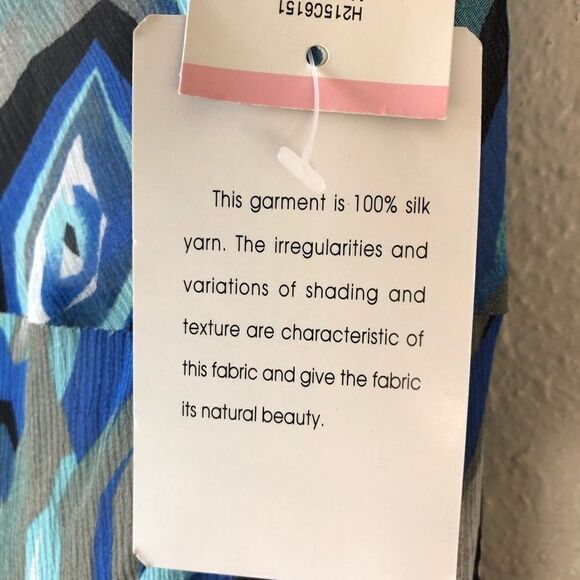 H215C6151
This garment is 100% silk
yarn. The irregularities and
variations of shading and
texture are characteristic of
this fabric and give the fabric
its natural beauty.